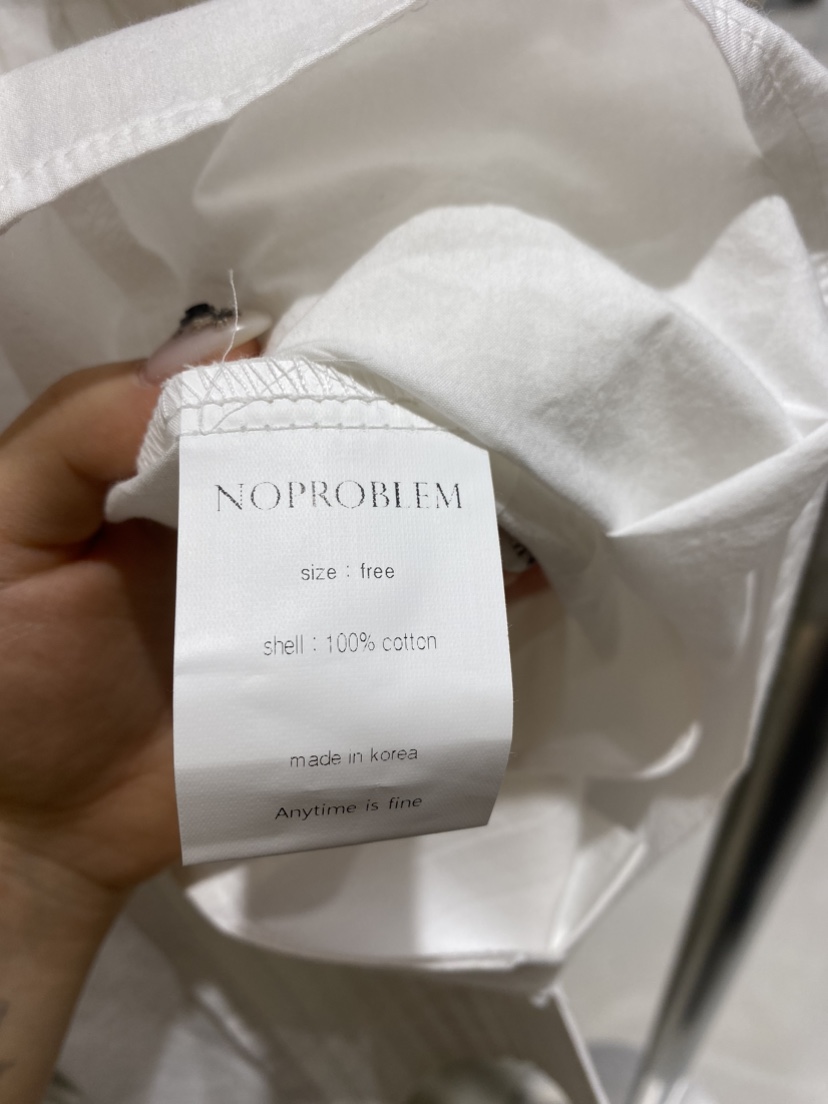 NOPROBLEM
size : free
shell : 100% cotton
made in korea
Anytime is fine